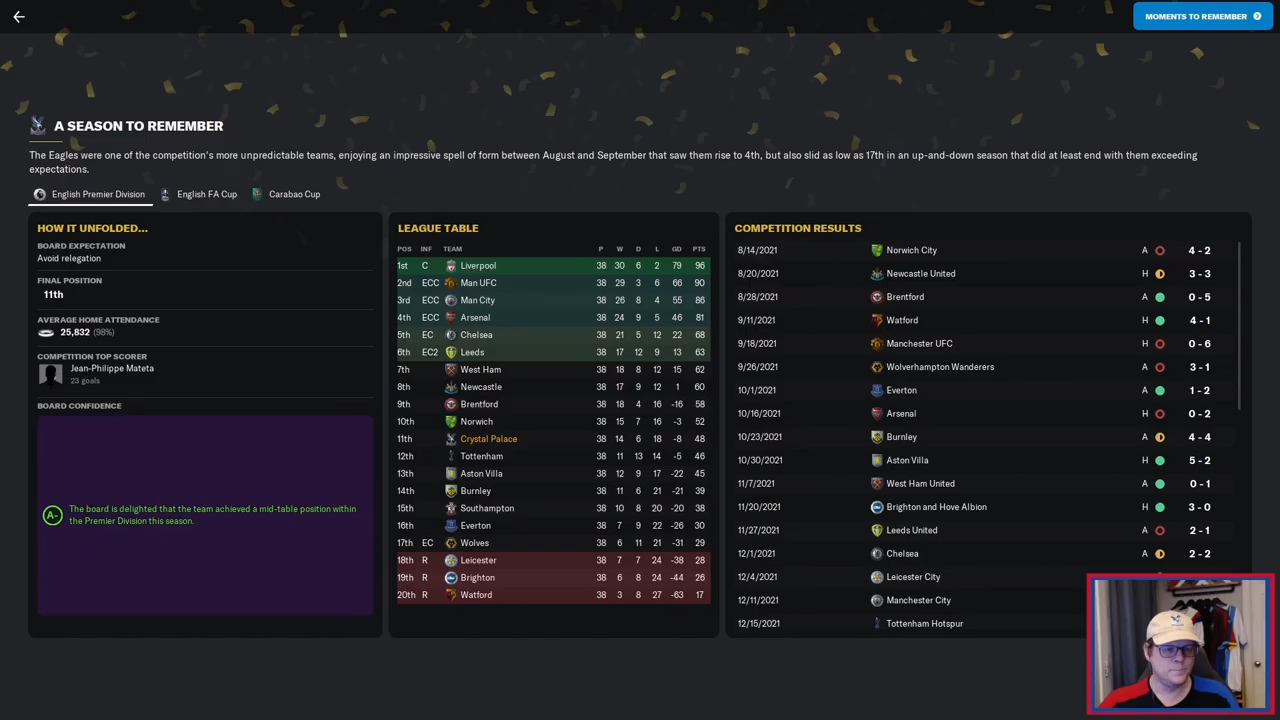 MOMENTS TO REMEMBER
A SEASON TO REMEMBER
The Eagles were one of the competition's more unpredictable teams, enjoying an impressive spell of form between August and September that saw them rise to 4th, but also slid as low as 17th in an up-and-down season that did at least end with them exceeding
expectations.
English Premier Division English FA Cup Carabao Cup
HOW IT UNFOLDED...
BOARD EXPECTATION
Avoid relegation
FINAL POSITION
11th
AVERAGE HOME ATTENDANCE
25,832 (98%)
COMPETITION TOP SCORER
Jean-Philippe Mateta
23 goals
BOARD CONFIDENCE
A- The board is delighted that the team achieved a mid-table position within
the Premier Division this season.
LEAGUE TABLE
POS INF TEAM P W D L GD PTS
1st C Liverpool 38 30 6 2 79 96
2nd ECC Man UFC 38 29 3 6 66 90
3rd ECC Man City 38 26 8 4 55 86
4th ECC Arsenal 38 24 9 5 46 81
5th EC Chelsea 38 21 5 12 22 68
6th EC2 Leeds 38 17 12 9 13 63
7th West Ham 38 18 8 12 15 62
8th Newcastle 38 17 9 12 1 60
9th Brentford 38 18 4 16 -16 58
10th Norwich 38 15 7 16 -3 52
11th Crystal Palace 38 14 6 18 -8 48
12th Tottenham 38 11 13 14 -5 46
13th Aston Villa 38 12 9 17 -22 45
14th Burnley 38 11 6 21 -21 39
15th Southampton 38 10 8 20 -20 38
16th Everton 38 7 9 22 -26 30
17th EC Wolves 38 6 11 21 -31 29
18th R Leicester 38 7 7 24 -38 28
19th R Brighton 38 6 8 24 -44 26
20th R Watford 38 3 8 27 -63 17
COMPETITION RESULTS
8/14/2021 Norwich City A 4 - 2
8/20/2021 Newcastle United H 3 - 3
8/28/2021 Brentford A 0 - 5
9/11/2021 Watford H 4 - 1
9/18/2021 Manchester UFC H 0 - 6
9/26/2021 Wolverhampton Wanderers A 3 - 1
10/1/2021 Everton A 1 - 2
10/16/2021 Arsenal H 0 - 2
10/23/2021 Burnley A 4 - 4
10/30/2021 Aston Villa H 5 - 2
11/7/2021 West Ham United A 0 - 1
11/20/2021 Brighton and Hove Albion H 3 - 0
11/27/2021 Leeds United A 2 - 1
12/1/2021 Chelsea A 2 - 2
12/4/2021 Leicester City
12/11/2021 Manchester City
12/15/2021 Tottenham Hotspur